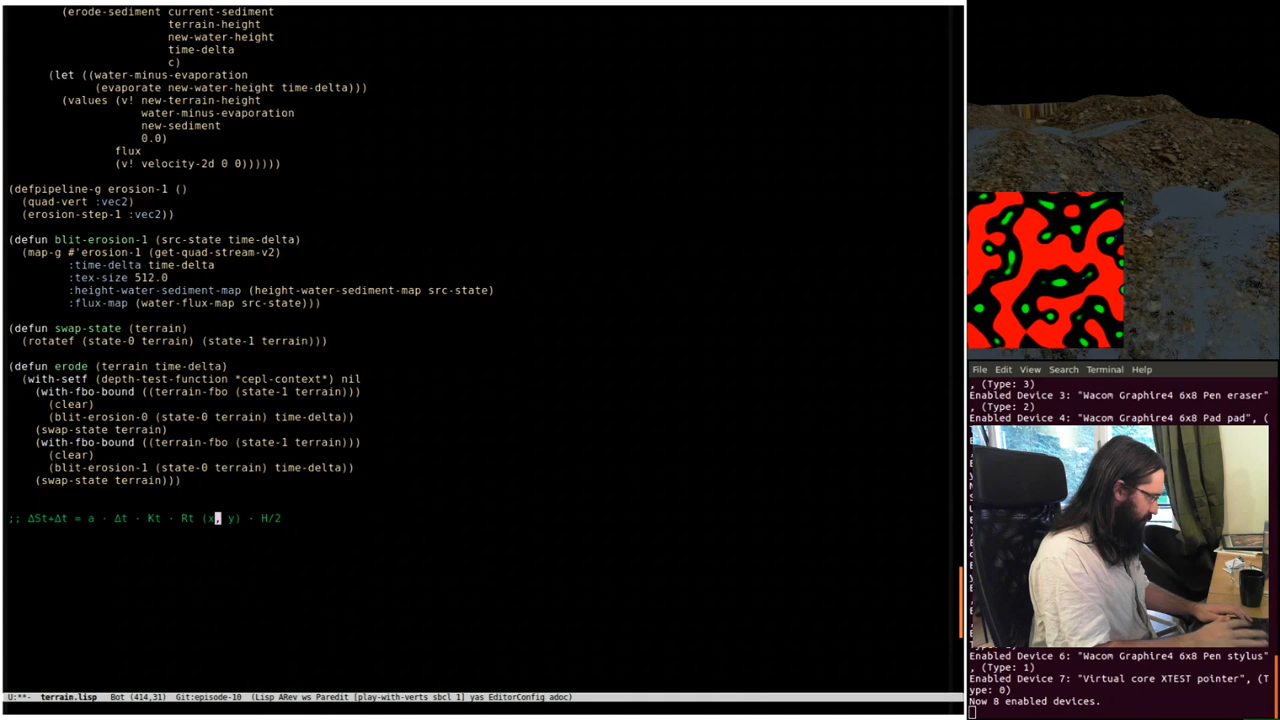 (erode-sediment current-sediment
terrain-height
new-water-height
time-delta
c)
(let ((water-minus-evaporation
(evaporate new-water-height time-delta)))
(values (v! new-terrain-height
water-minus-evaporation
new-sediment
0.0)
flux
(v! velocity-2d 0 0))))))
(defpipeline-g erosion-1 ()
(quad-vert :vec2)
(erosion-step-1 :vec2))
(defun blit-erosion-1 (src-state time-delta)
(map-g #'erosion-1 (get-quad-stream-v2)
:time-delta time-delta
:tex-size 512.0
:height-water-sediment-map (height-water-sediment-map src-state)
:flux-map (water-flux-map src-state)))
(defun swap-state (terrain)
(rotatef (state-0 terrain) (state-1 terrain)))
(defun erode (terrain time-delta)
(with-setf (depth-test-function *cepl-context*) nil
(with-fbo-bound ((terrain-fbo (state-1 terrain)))
(clear)
(blit-erosion-0 (state-0 terrain) time-delta))
(swap-state terrain)
(with-fbo-bound ((terrain-fbo (state-1 terrain)))
(clear)
(blit-erosion-1 (state-0 terrain) time-delta))
(swap-state terrain)))
;; ΔSt+Δt = a · Δt · Kt · Rt (x, y) · H/2
U:**- terrain.lisp Bot (414,31) Git:episode-10 (Lisp ARev ws Paredit [play-with-verts sbcl 1] yas EditorConfig adoc)
File Edit View Search Terminal Help
, (Type: 3)
Enabled Device 3: "Wacom Graphire4 6x8 Pen eraser"
, (Type: 2)
Enabled Device 4: "Wacom Graphire4 6x8 Pad pad", (
Enabled Device 6: "Wacom Graphire4 6x8 Pen stylus"
, (Type: 1)
Enabled Device 7: "Virtual core XTEST pointer", (T
ype: 0)
Now 8 enabled devices.